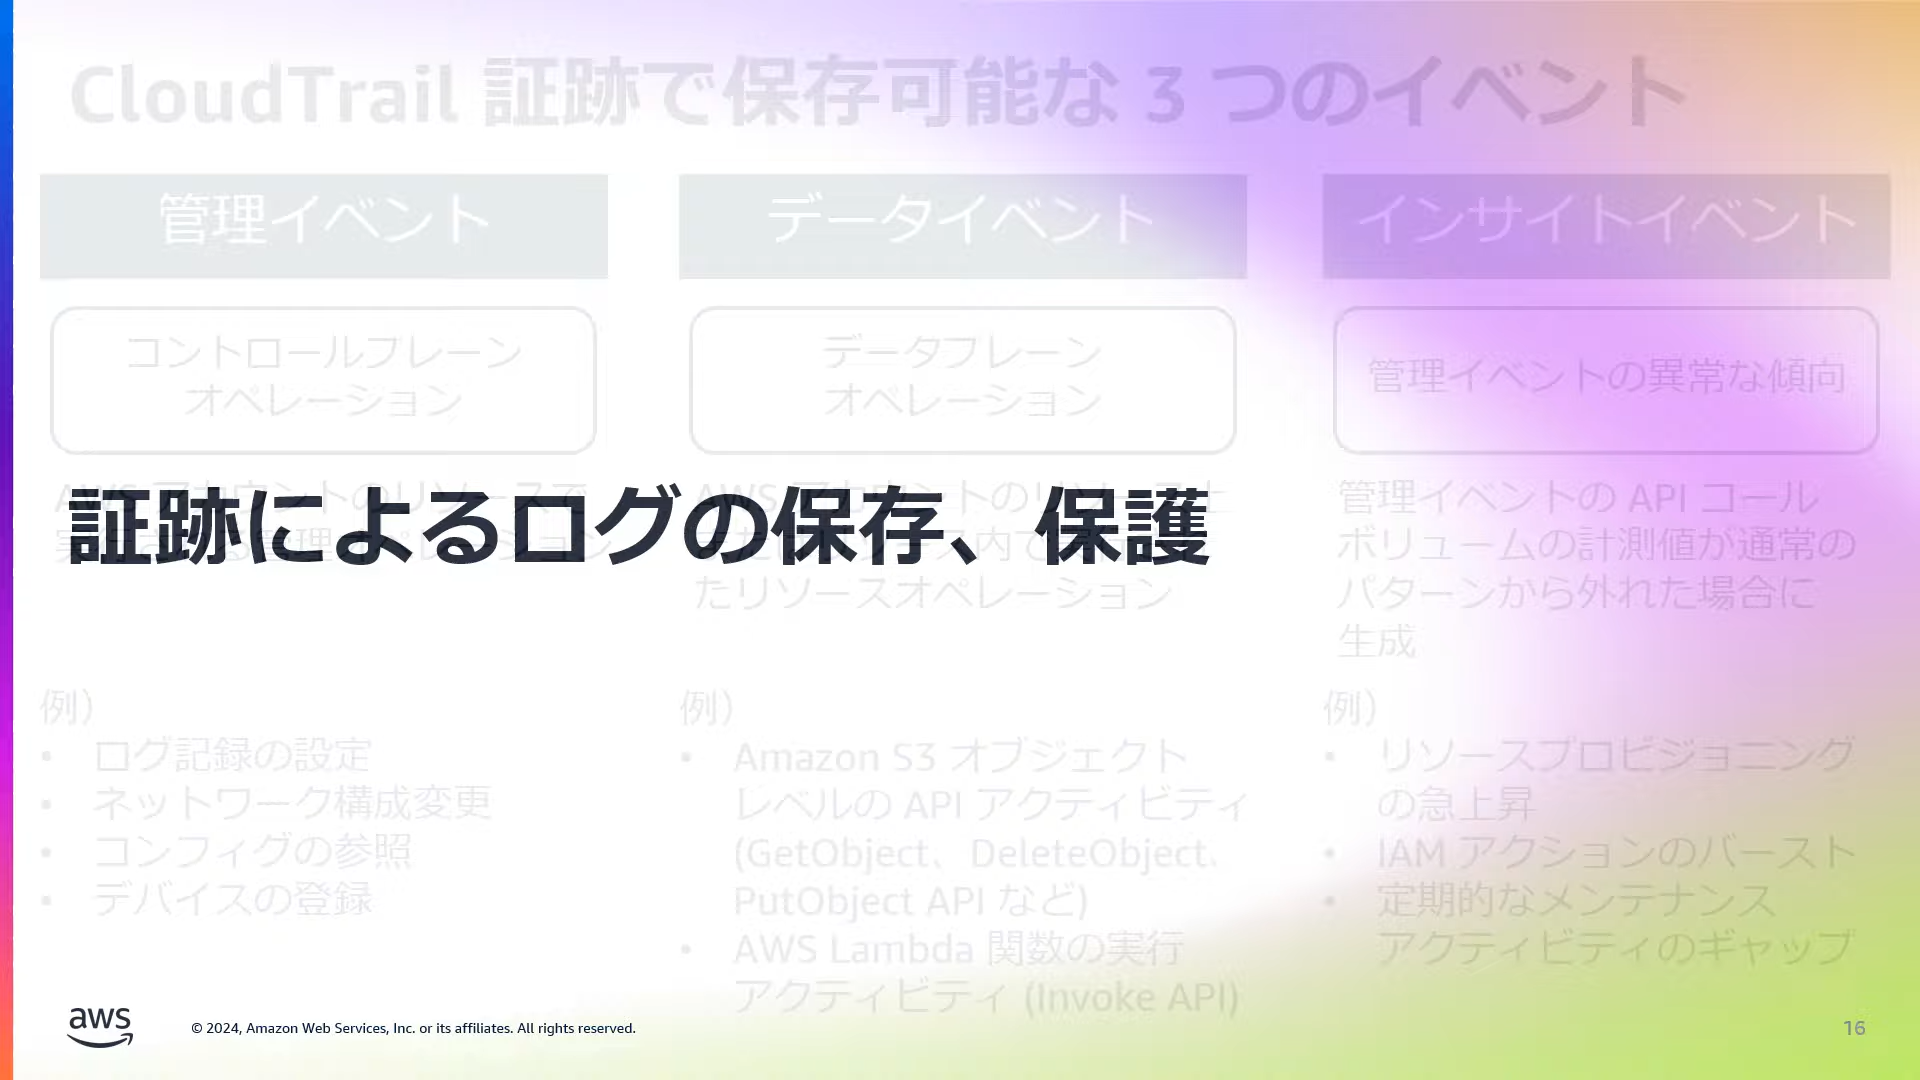 CloudTrail 証跡で保存可能な 3 つのイベント
管理イベント
データイベント
インサイトイベント
コントロールプレーン
オペレーション
データプレーン
オペレーション
管理イベントの異常な傾向
証跡によるログの保存、保護
AWS アカウントのリソースで
たリソースオペレーション
管理イベントの API コール
ボリュームの計測値が通常の
パターンから外れた場合に
生成
例）
• ログ記録の設定
• ネットワーク構成変更
• コンフィグの参照
• デバイスの登録
例）
• Amazon S3 オブジェクト
レベルの API アクティビティ
(GetObject、DeleteObject、
PutObject API など)
• AWS Lambda 関数の実行
アクティビティ (Invoke API)
例）
• リソースプロビジョニング
の急上昇
• IAM アクションのバースト
• 定期的なメンテナンス
アクティビティのギャップ
aws
© 2024, Amazon Web Services, Inc. or its affiliates. All rights reserved.
16